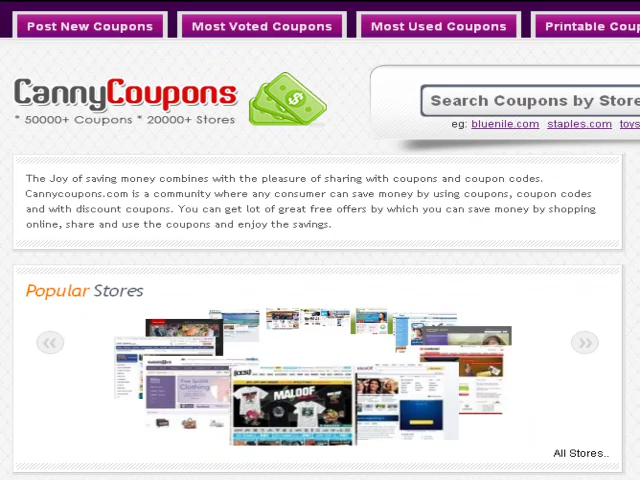 Post New Coupons
Most Voted Coupons
Most Used Coupons
Printable Coup
CannyCoupons
* 50000+ Coupons * 20000+ Stores
Search Coupons by Store
eg: bluenile.com staples.com toys
The Joy of saving money combines with the pleasure of sharing with coupons and coupon codes.
Cannycoupons.com is a community where any consumer can save money by using coupons, coupon codes
and with discount coupons. You can get lot of great free offers by which you can save money by shopping
online, share and use the coupons and enjoy the savings.
Popular Stores
MALOOF
All Stores..